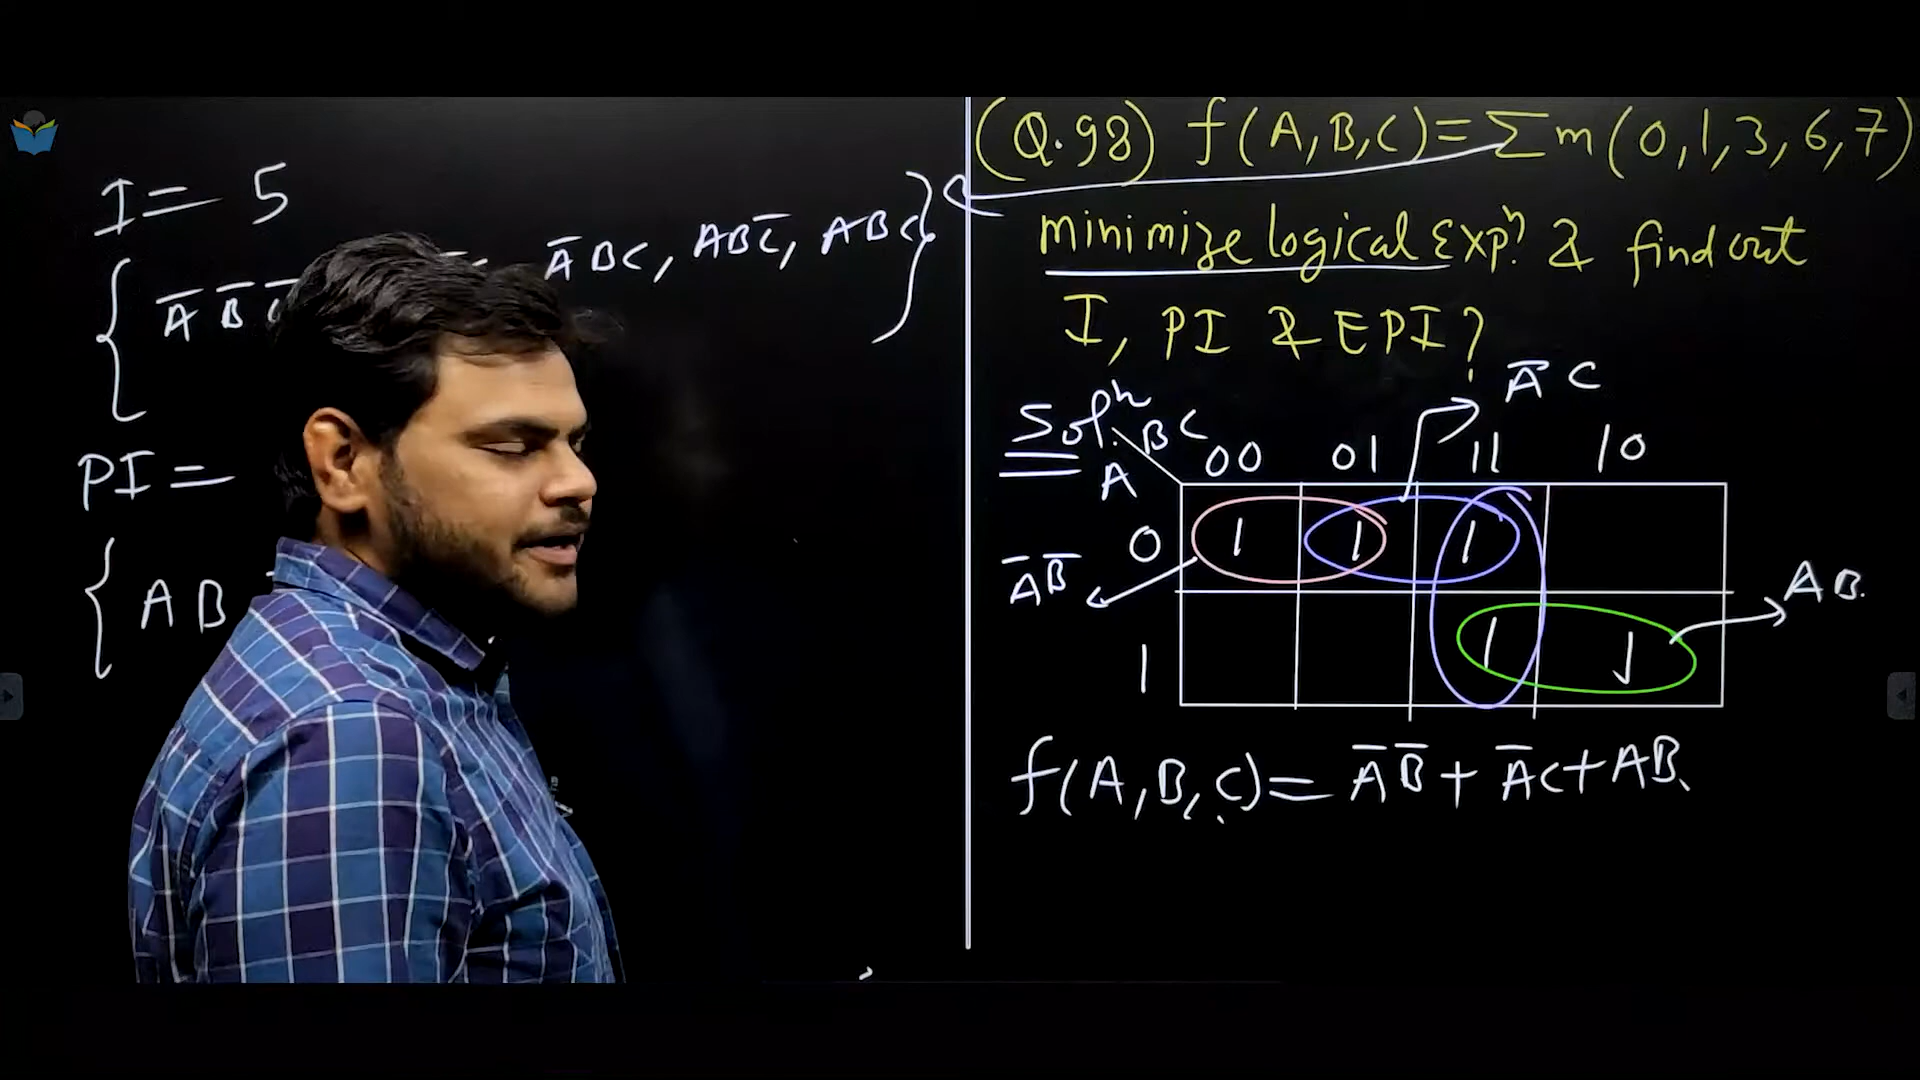 I = 5
{ A̅ B̅ C̅ A̅BC, ABC̅, ABC }
PI =
{ AB
(Q.98) f(A,B,C)=Σm(0,1,3,6,7)
minimize logical Expⁿ. & find out
I, PI & EPI?
Solⁿ.
A̅C
BC
A
00 01 11 10
0 1 1 1
A̅B̅
AB.
1 1 1
f(A,B,C)= A̅B̅ + A̅C+AB.